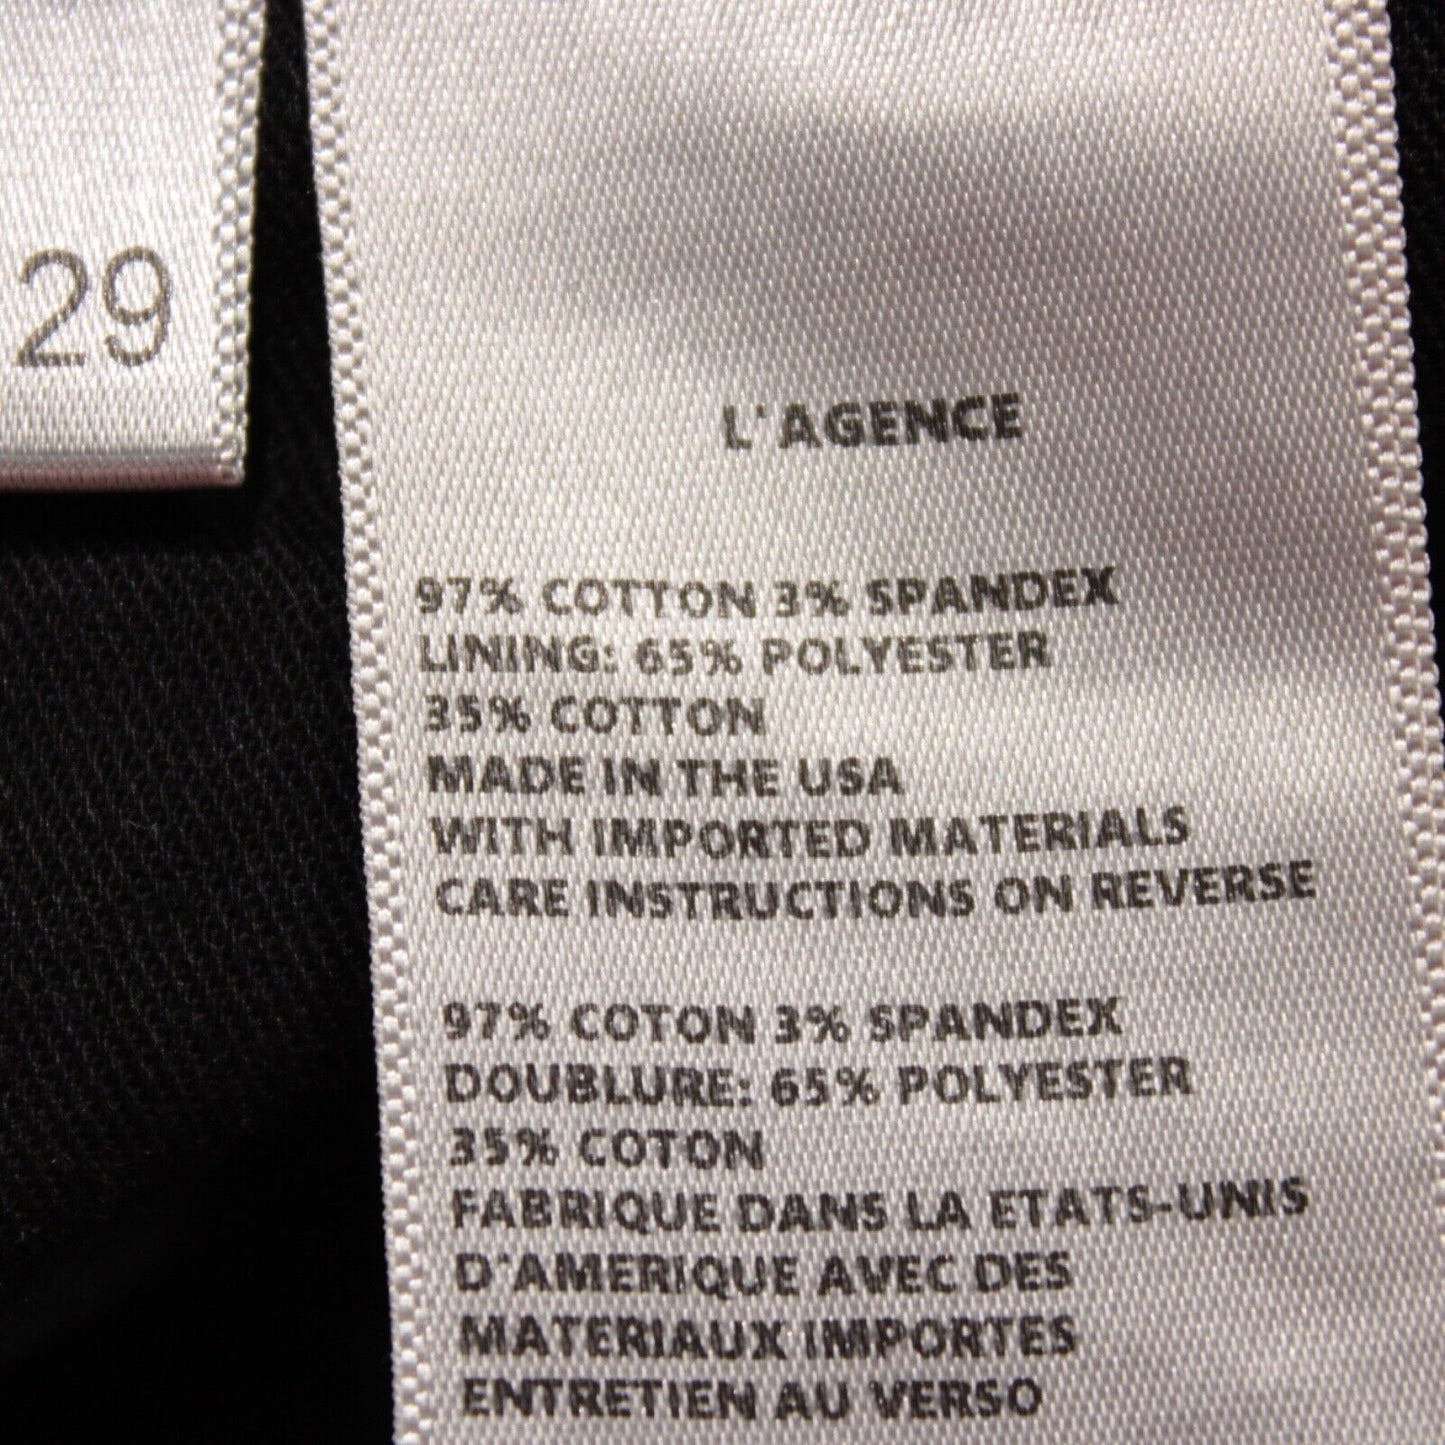 29
L'AGENCE
97% COTTON 3% SPANDEX
LINING: 65% POLYESTER
35% COTTON
MADE IN THE USA
WITH IMPORTED MATERIALS
CARE INSTRUCTIONS ON REVERSE
97% COTON 3% SPANDEX
DOUBLURE: 65% POLYESTER
35% COTON
FABRIQUE DANS LA ETATS-UNIS
D'AMERIQUE AVEC DES
MATERIAUX IMPORTES
ENTRETIEN AU VERSO